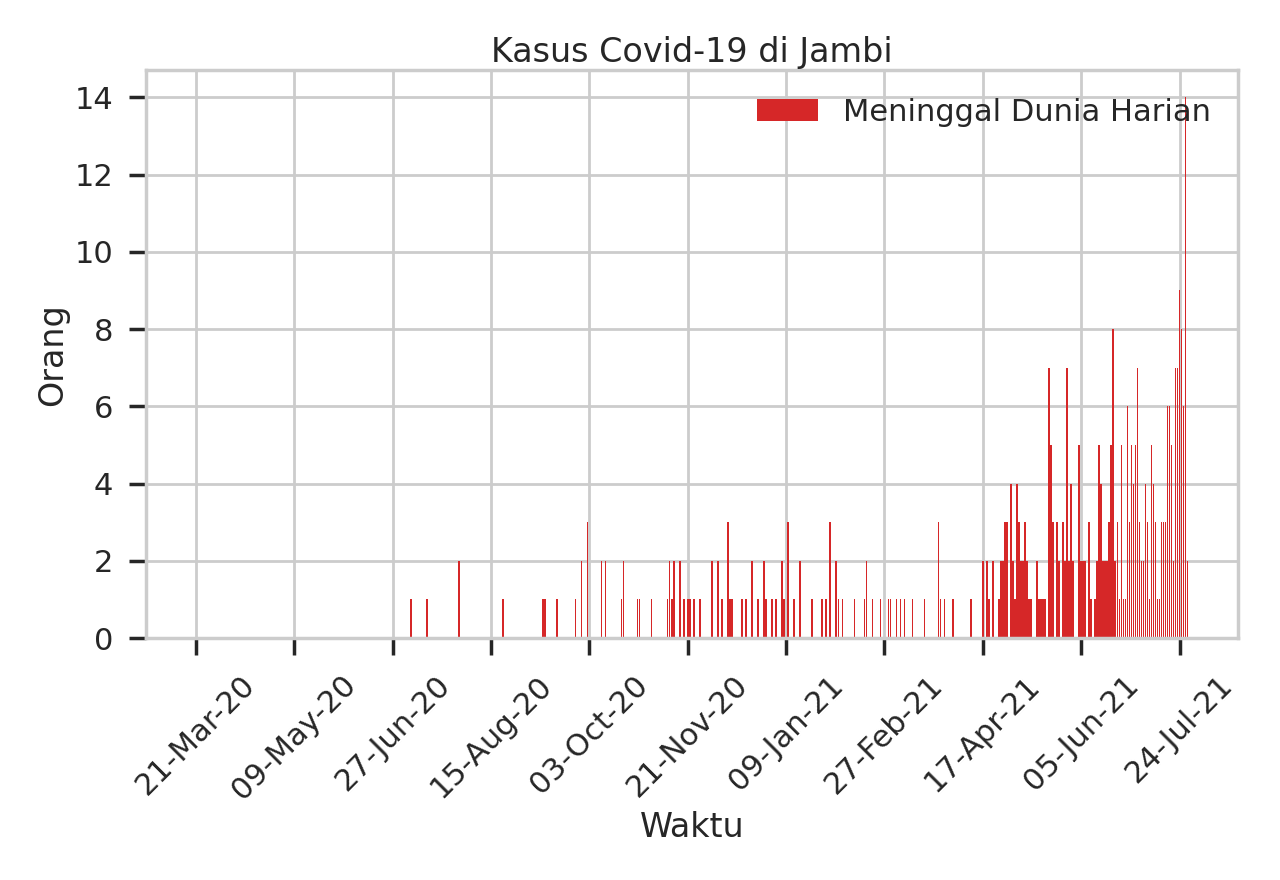 Kasus Covid-19 di Jambi
Meninggal Dunia Harian
Orang
14
12
10
8
6
4
2
0
21-Mar-20
09-May-20
27-Jun-20
15-Aug-20
03-Oct-20
21-Nov-20
09-Jan-21
27-Feb-21
17-Apr-21
05-Jun-21
24-Jul-21
Waktu